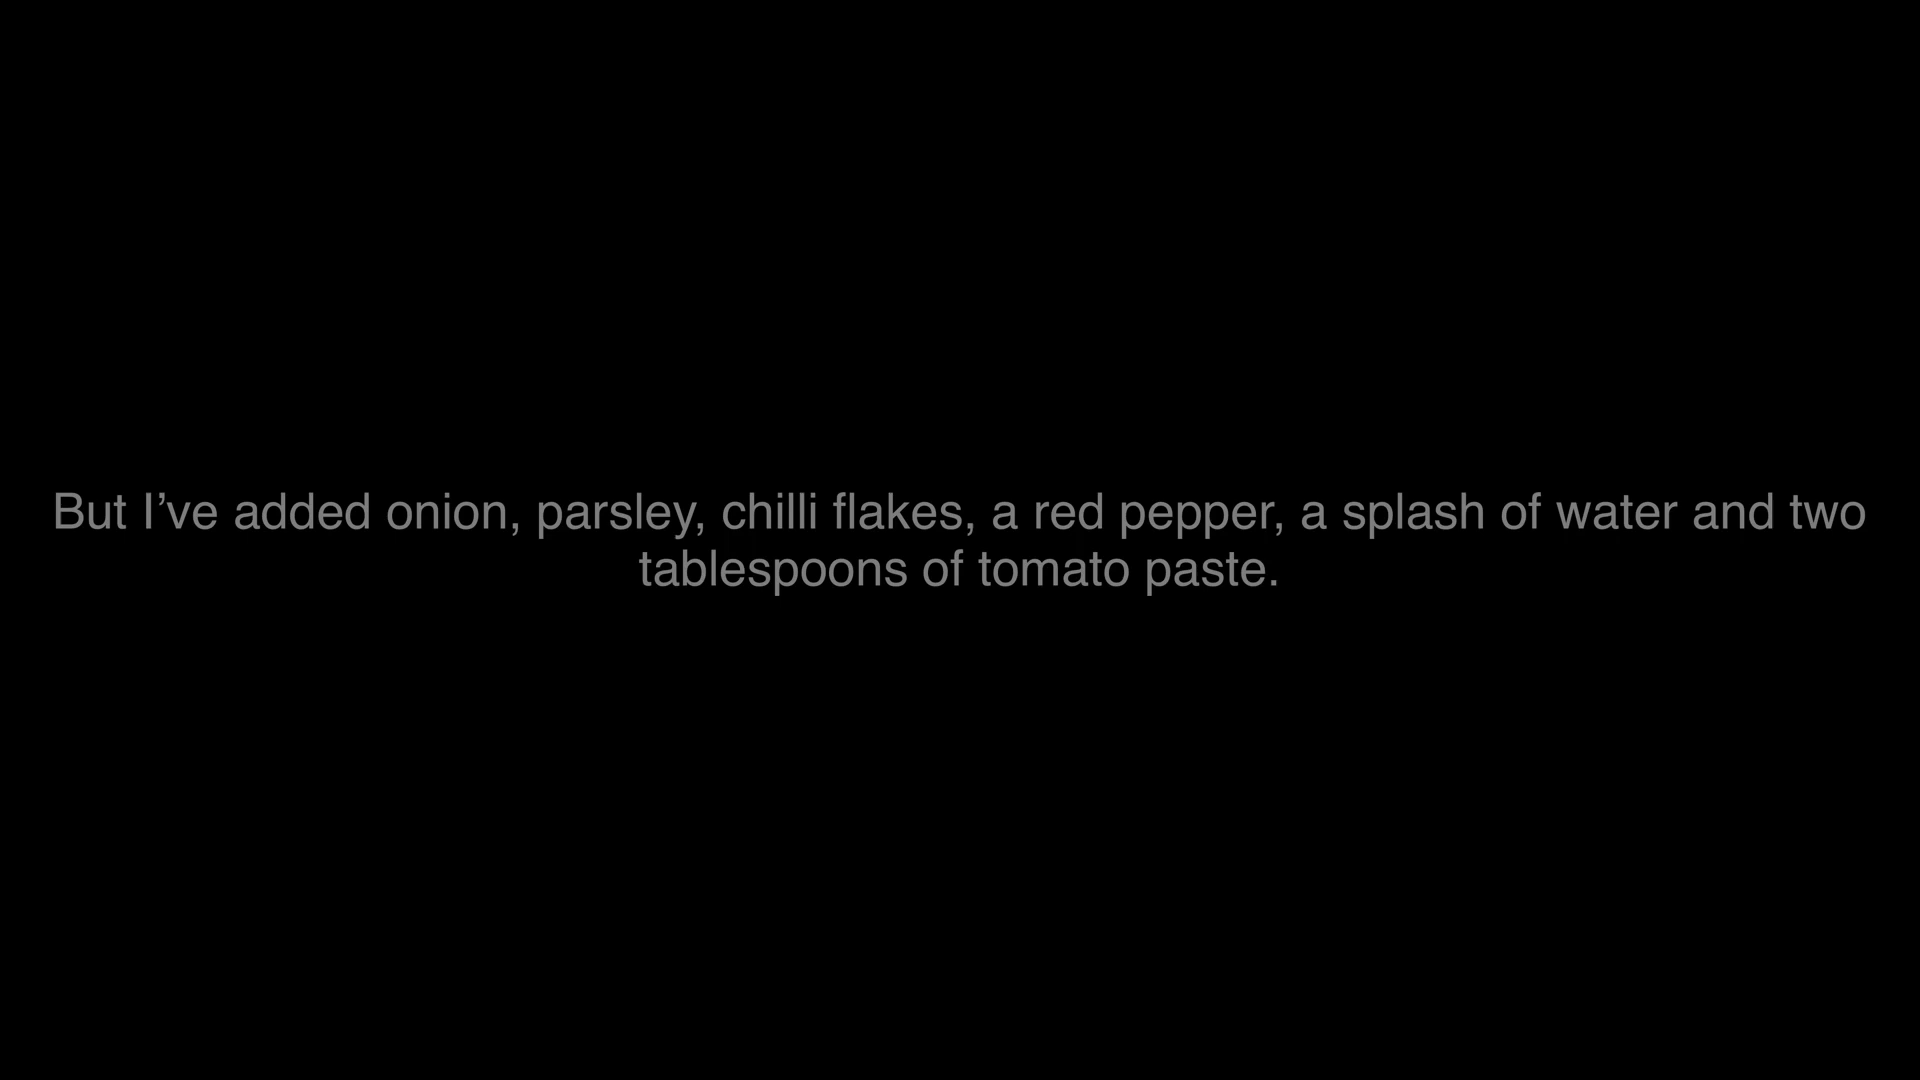 But I’ve added onion, parsley, chilli flakes, a red pepper, a splash of water and two
tablespoons of tomato paste.